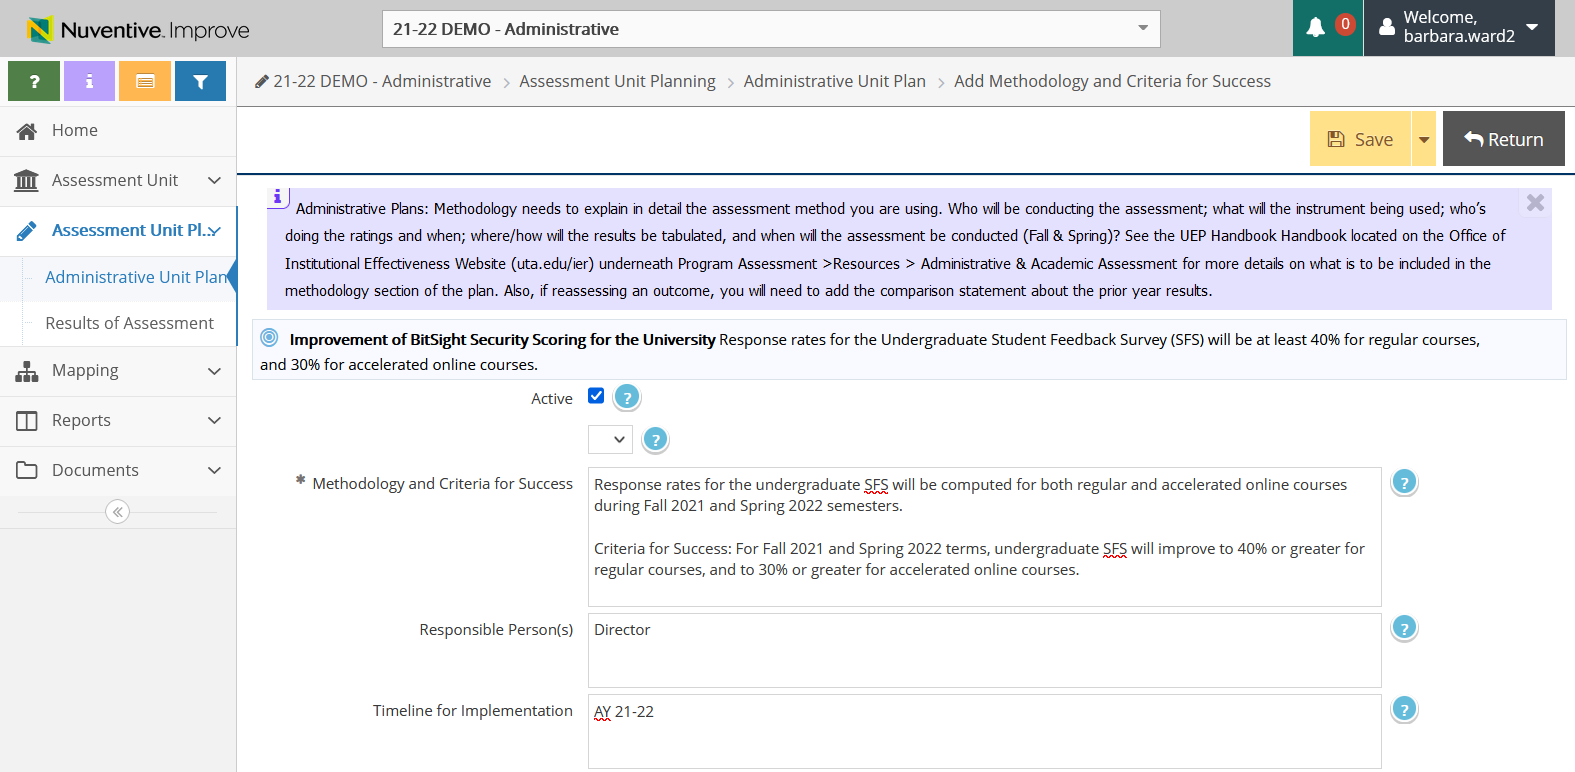 Nuventive. Improve
21-22 DEMO - Administrative
0
Welcome,
barbara.ward2
? i
21-22 DEMO - Administrative > Assessment Unit Planning > Administrative Unit Plan > Add Methodology and Criteria for Success
Home
Assessment Unit
Assessment Unit Pl...
Administrative Unit Plan
Results of Assessment
Mapping
Reports
Documents
Save
Return
i
Administrative Plans: Methodology needs to explain in detail the assessment method you are using. Who will be conducting the assessment; what will the instrument being used; who's
doing the ratings and when; where/how will the results be tabulated, and when will the assessment be conducted (Fall & Spring)? See the UEP Handbook Handbook located on the Office of
Institutional Effectiveness Website (uta.edu/ier) underneath Program Assessment >Resources > Administrative & Academic Assessment for more details on what is to be included in the
methodology section of the plan. Also, if reassessing an outcome, you will need to add the comparison statement about the prior year results.
Improvement of BitSight Security Scoring for the University Response rates for the Undergraduate Student Feedback Survey (SFS) will be at least 40% for regular courses,
and 30% for accelerated online courses.
Active ?
?
* Methodology and Criteria for Success
Response rates for the undergraduate SFS will be computed for both regular and accelerated online courses
during Fall 2021 and Spring 2022 semesters.
Criteria for Success: For Fall 2021 and Spring 2022 terms, undergraduate SFS will improve to 40% or greater for
regular courses, and to 30% or greater for accelerated online courses.
?
Responsible Person(s)
Director
?
Timeline for Implementation
AY 21-22
?